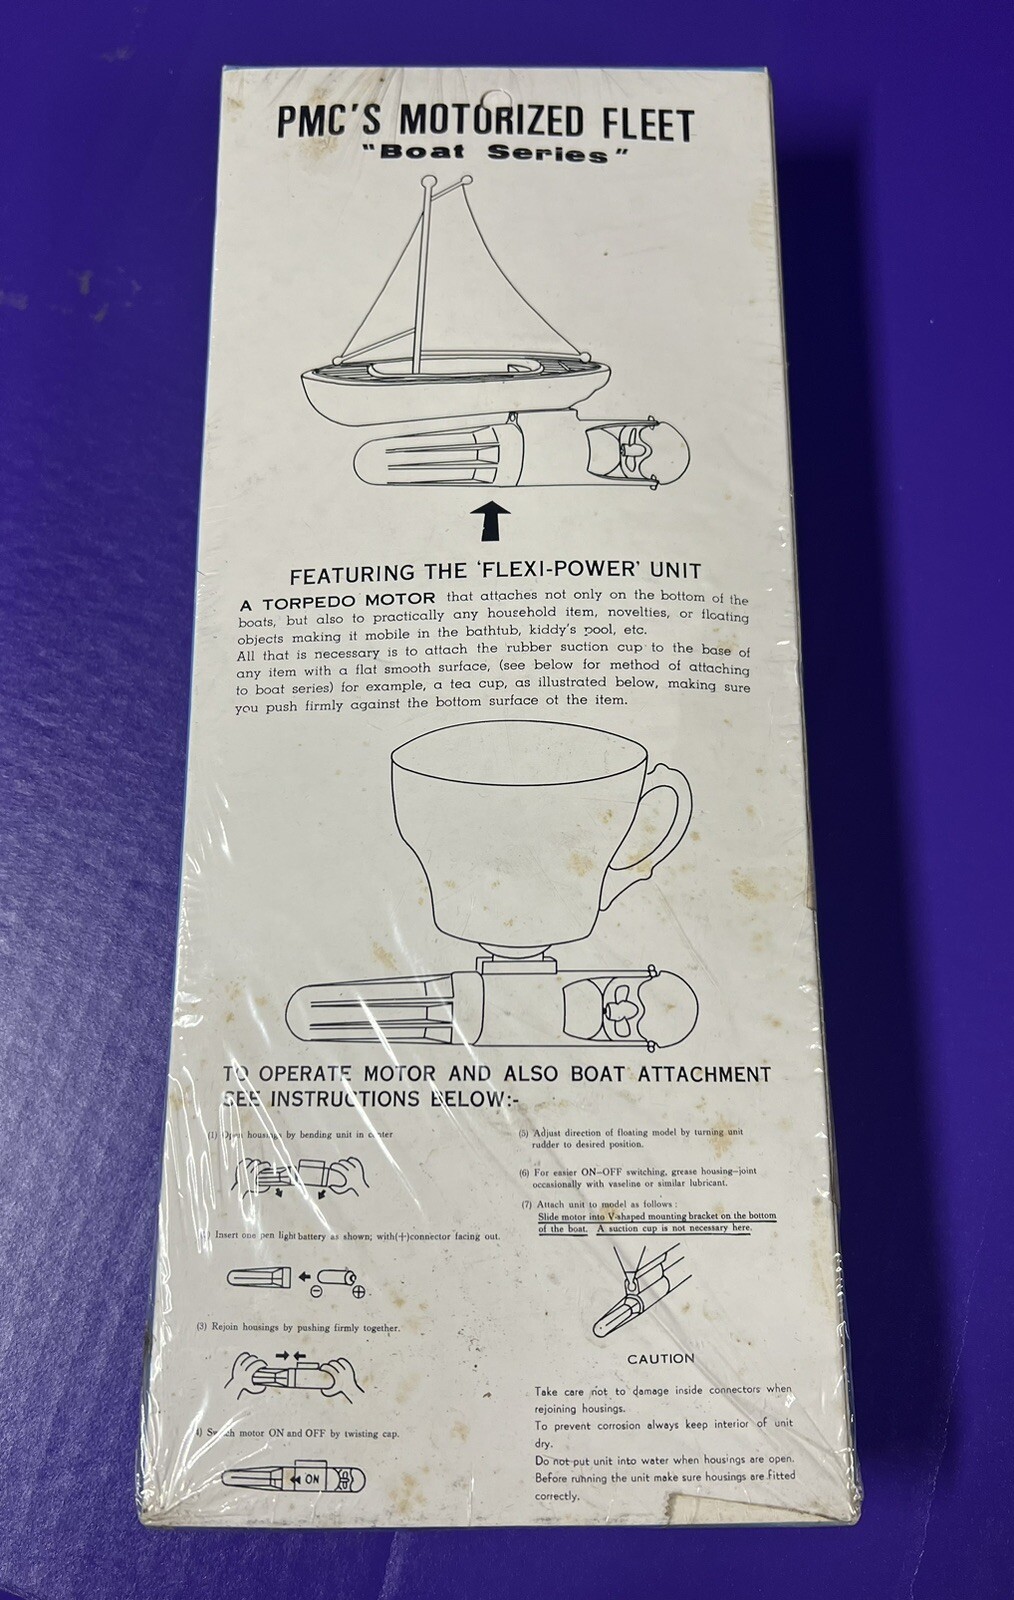 PMC'S MOTORIZED FLEET
"Boat Series"
FEATURING THE 'FLEXI-POWER' UNIT
A TORPEDO MOTOR that attaches not only on the bottom of the
boats, but also to practically any household item, novelties, or floating
objects making it mobile in the bathtub, kiddy's pool, etc.
All that is necessary is to attach the rubber suction cup to the base of
any item with a flat smooth surface, (see below for method of attaching
to boat series) for example, a tea cup, as illustrated below, making sure
you push firmly against the bottom surface ot the item.
TO OPERATE MOTOR AND ALSO BOAT ATTACHMENT
SEE INSTRUCTIONS BELOW:-
(1) Open housing by bending unit in center
Insert one pen light battery as shown; with(+)connector facing out.
⊖ ⊕
(3) Rejoin housings by pushing firmly together.
4) Switch motor ON and OFF by twisting cap.
ON
(5) Adjust direction of floating model by turning unit
rudder to desired position.
(6) For easier ON-OFF switching, grease housing-joint
occasionally with vaseline or similar lubricant.
(7) Attach unit to model as follows :
Slide motor into V-shaped mounting bracket on the bottom
of the boat. A suction cup is not necessary here.
CAUTION
Take care not to damage inside connectors when
rejoining housings.
To prevent corrosion always keep interior of unit
dry.
Do not put unit into water when housings are open.
Before running the unit make sure housings are fitted
correctly.